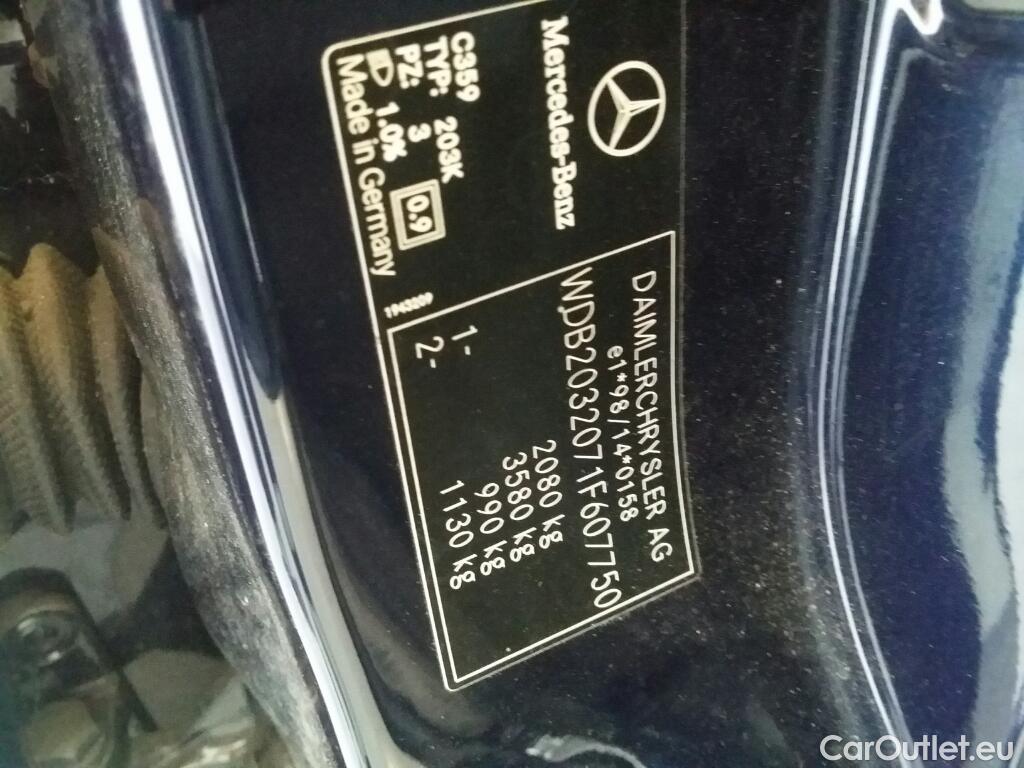 Mercedes-Benz
DAIMLERCHRYSLER AG
e1*98/14*0158
WDB2032071F607750
2080 kg
3580 kg
1- 990 kg
2- 1130 kg
C359
TYP: 203K
PZ: 3 0.9
1.0%
Made in Germany
1943209
CarOutlet.eu